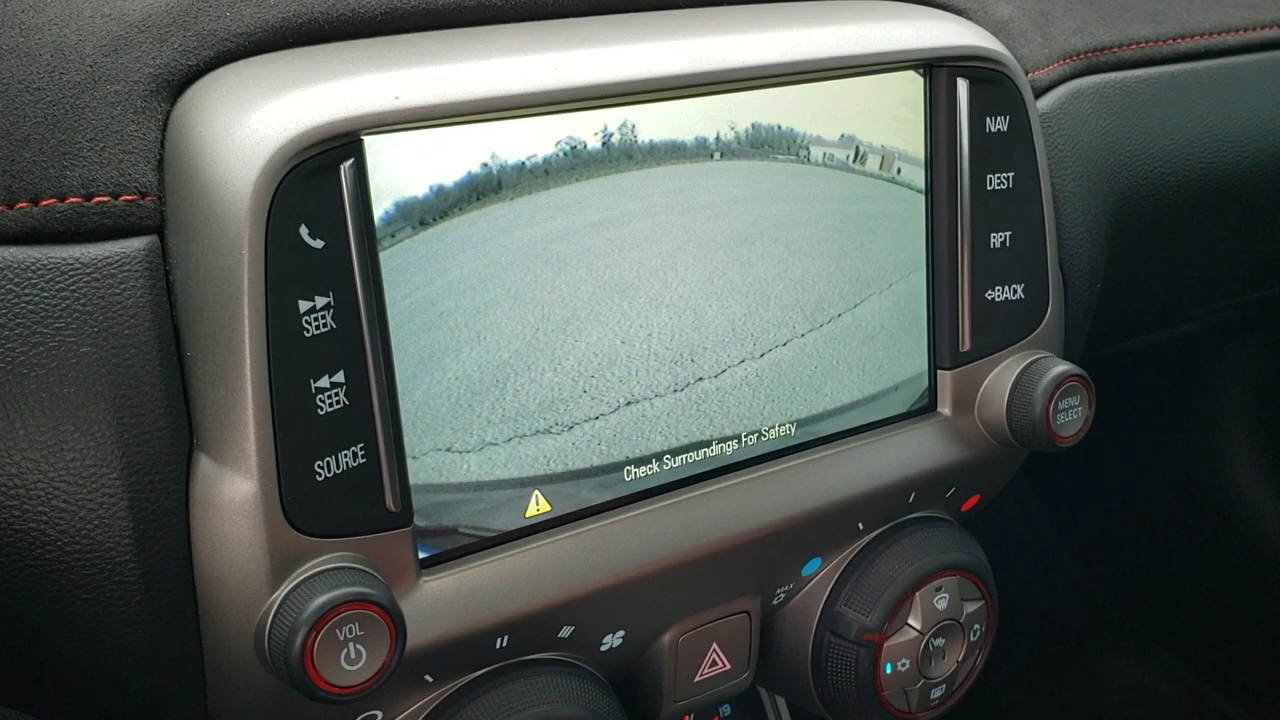 SEEK
SEEK
SOURCE
VOL
Check Surroundings For Safety
NAV
DEST
RPT
BACK
MENU
SELECT
MAX